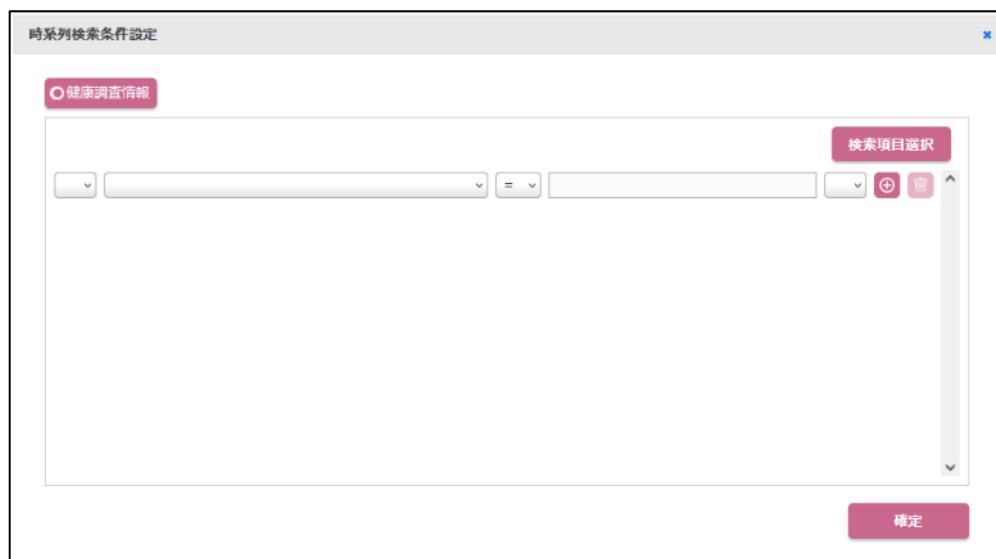 時系列検索条件設定
健康調査情報
検索項目選択
=
確定